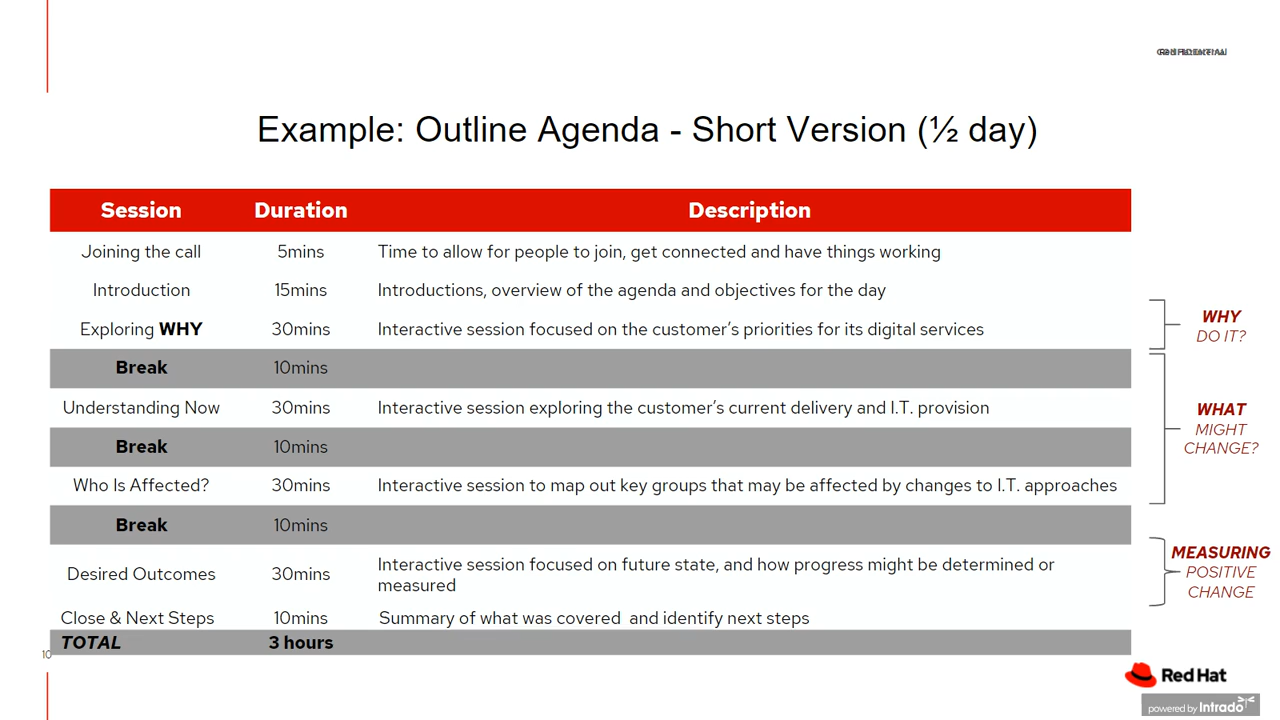 Example: Outline Agenda - Short Version (½ day)
Session Duration Description
Joining the call 5mins Time to allow for people to join, get connected and have things working
Introduction 15mins Introductions, overview of the agenda and objectives for the day
Exploring WHY 30mins Interactive session focused on the customer's priorities for its digital services
Break 10mins
Understanding Now 30mins Interactive session exploring the customer's current delivery and I.T. provision
Break 10mins
Who Is Affected? 30mins Interactive session to map out key groups that may be affected by changes to I.T. approaches
Break 10mins
Desired Outcomes 30mins Interactive session focused on future state, and how progress might be determined or
measured
Close & Next Steps 10mins Summary of what was covered and identify next steps
TOTAL 3 hours
WHY
DO IT?
WHAT
MIGHT
CHANGE?
MEASURING
POSITIVE
CHANGE
10
Red Hat
powered by Intrado